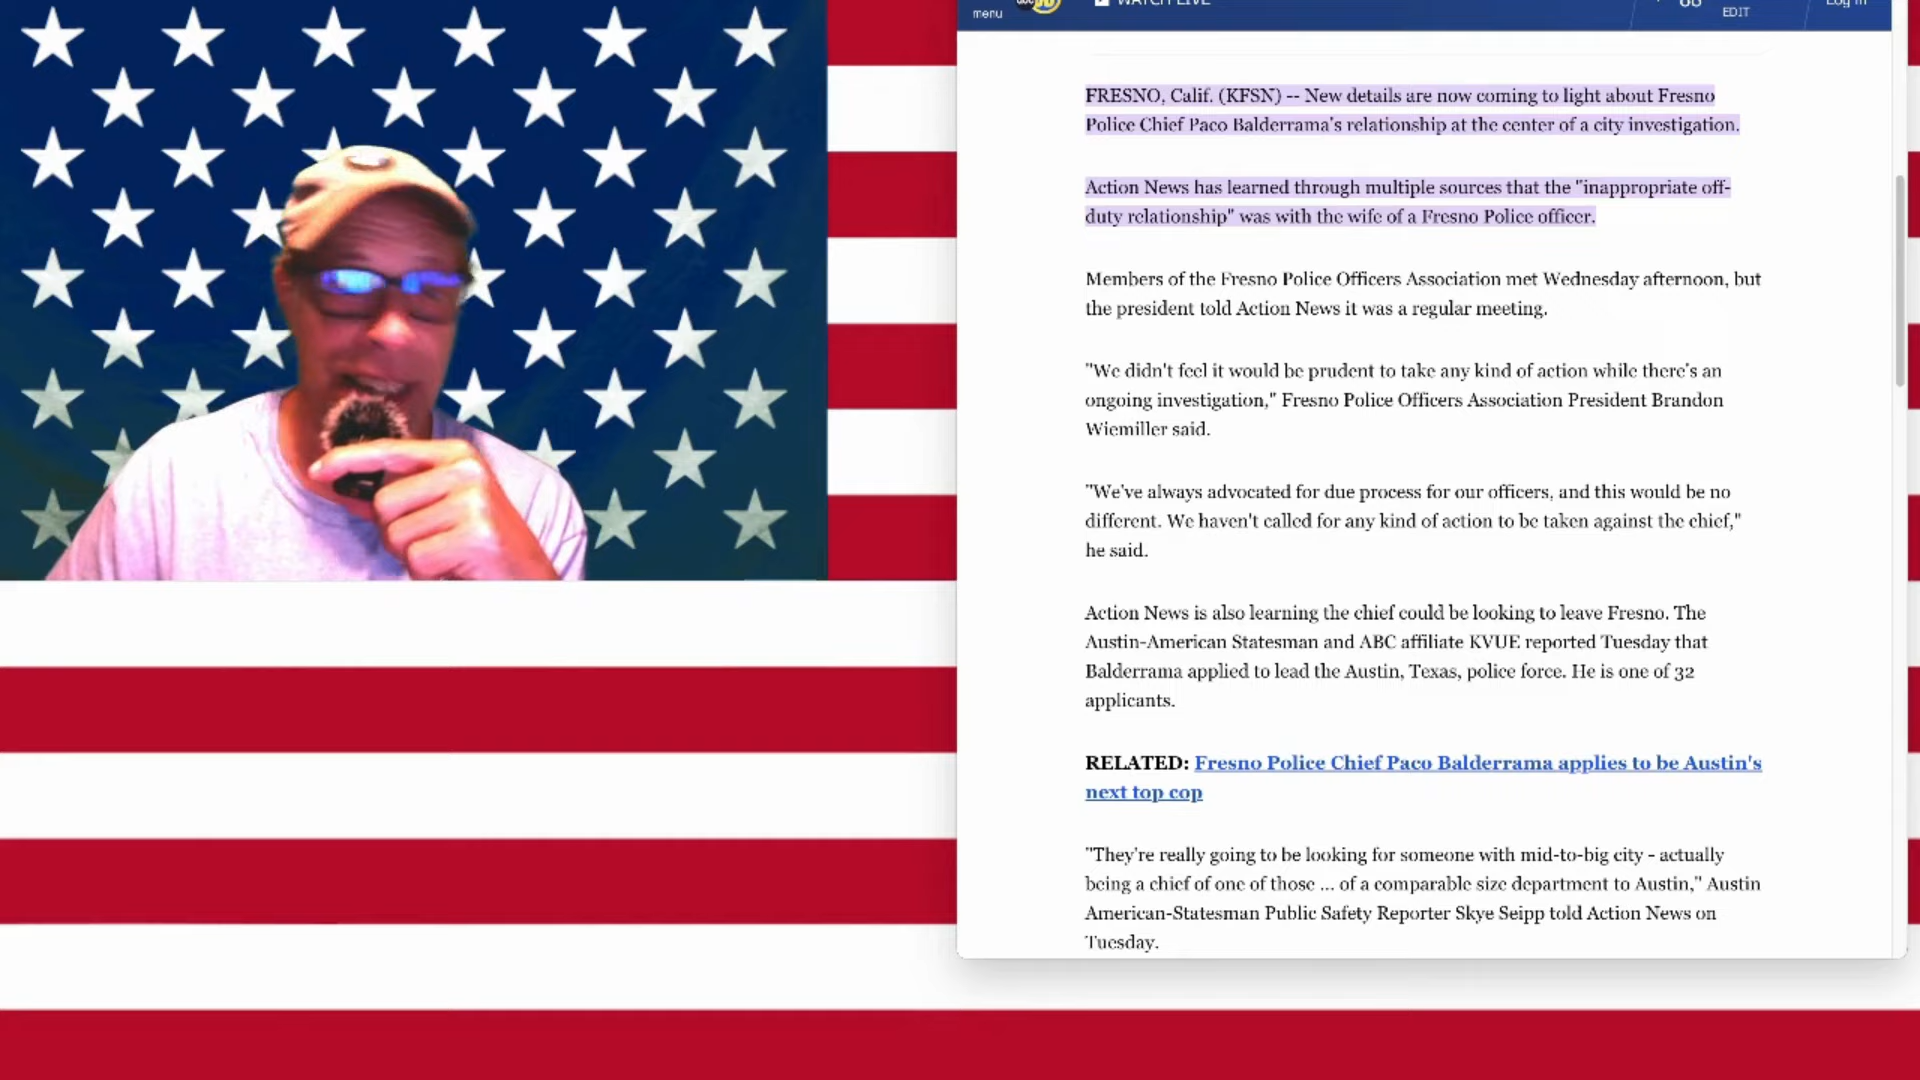 menu
WATCH LIVE
EDIT
Log In
FRESNO, Calif. (KFSN) -- New details are now coming to light about Fresno
Police Chief Paco Balderrama's relationship at the center of a city investigation.
Action News has learned through multiple sources that the "inappropriate off-
duty relationship" was with the wife of a Fresno Police officer.
Members of the Fresno Police Officers Association met Wednesday afternoon, but
the president told Action News it was a regular meeting.
"We didn't feel it would be prudent to take any kind of action while there's an
ongoing investigation," Fresno Police Officers Association President Brandon
Wiemiller said.
"We've always advocated for due process for our officers, and this would be no
different. We haven't called for any kind of action to be taken against the chief,"
he said.
Action News is also learning the chief could be looking to leave Fresno. The
Austin-American Statesman and ABC affiliate KVUE reported Tuesday that
Balderrama applied to lead the Austin, Texas, police force. He is one of 32
applicants.
RELATED: Fresno Police Chief Paco Balderrama applies to be Austin's
next top cop
"They're really going to be looking for someone with mid-to-big city - actually
being a chief of one of those ... of a comparable size department to Austin," Austin
American-Statesman Public Safety Reporter Skye Seipp told Action News on
Tuesday.